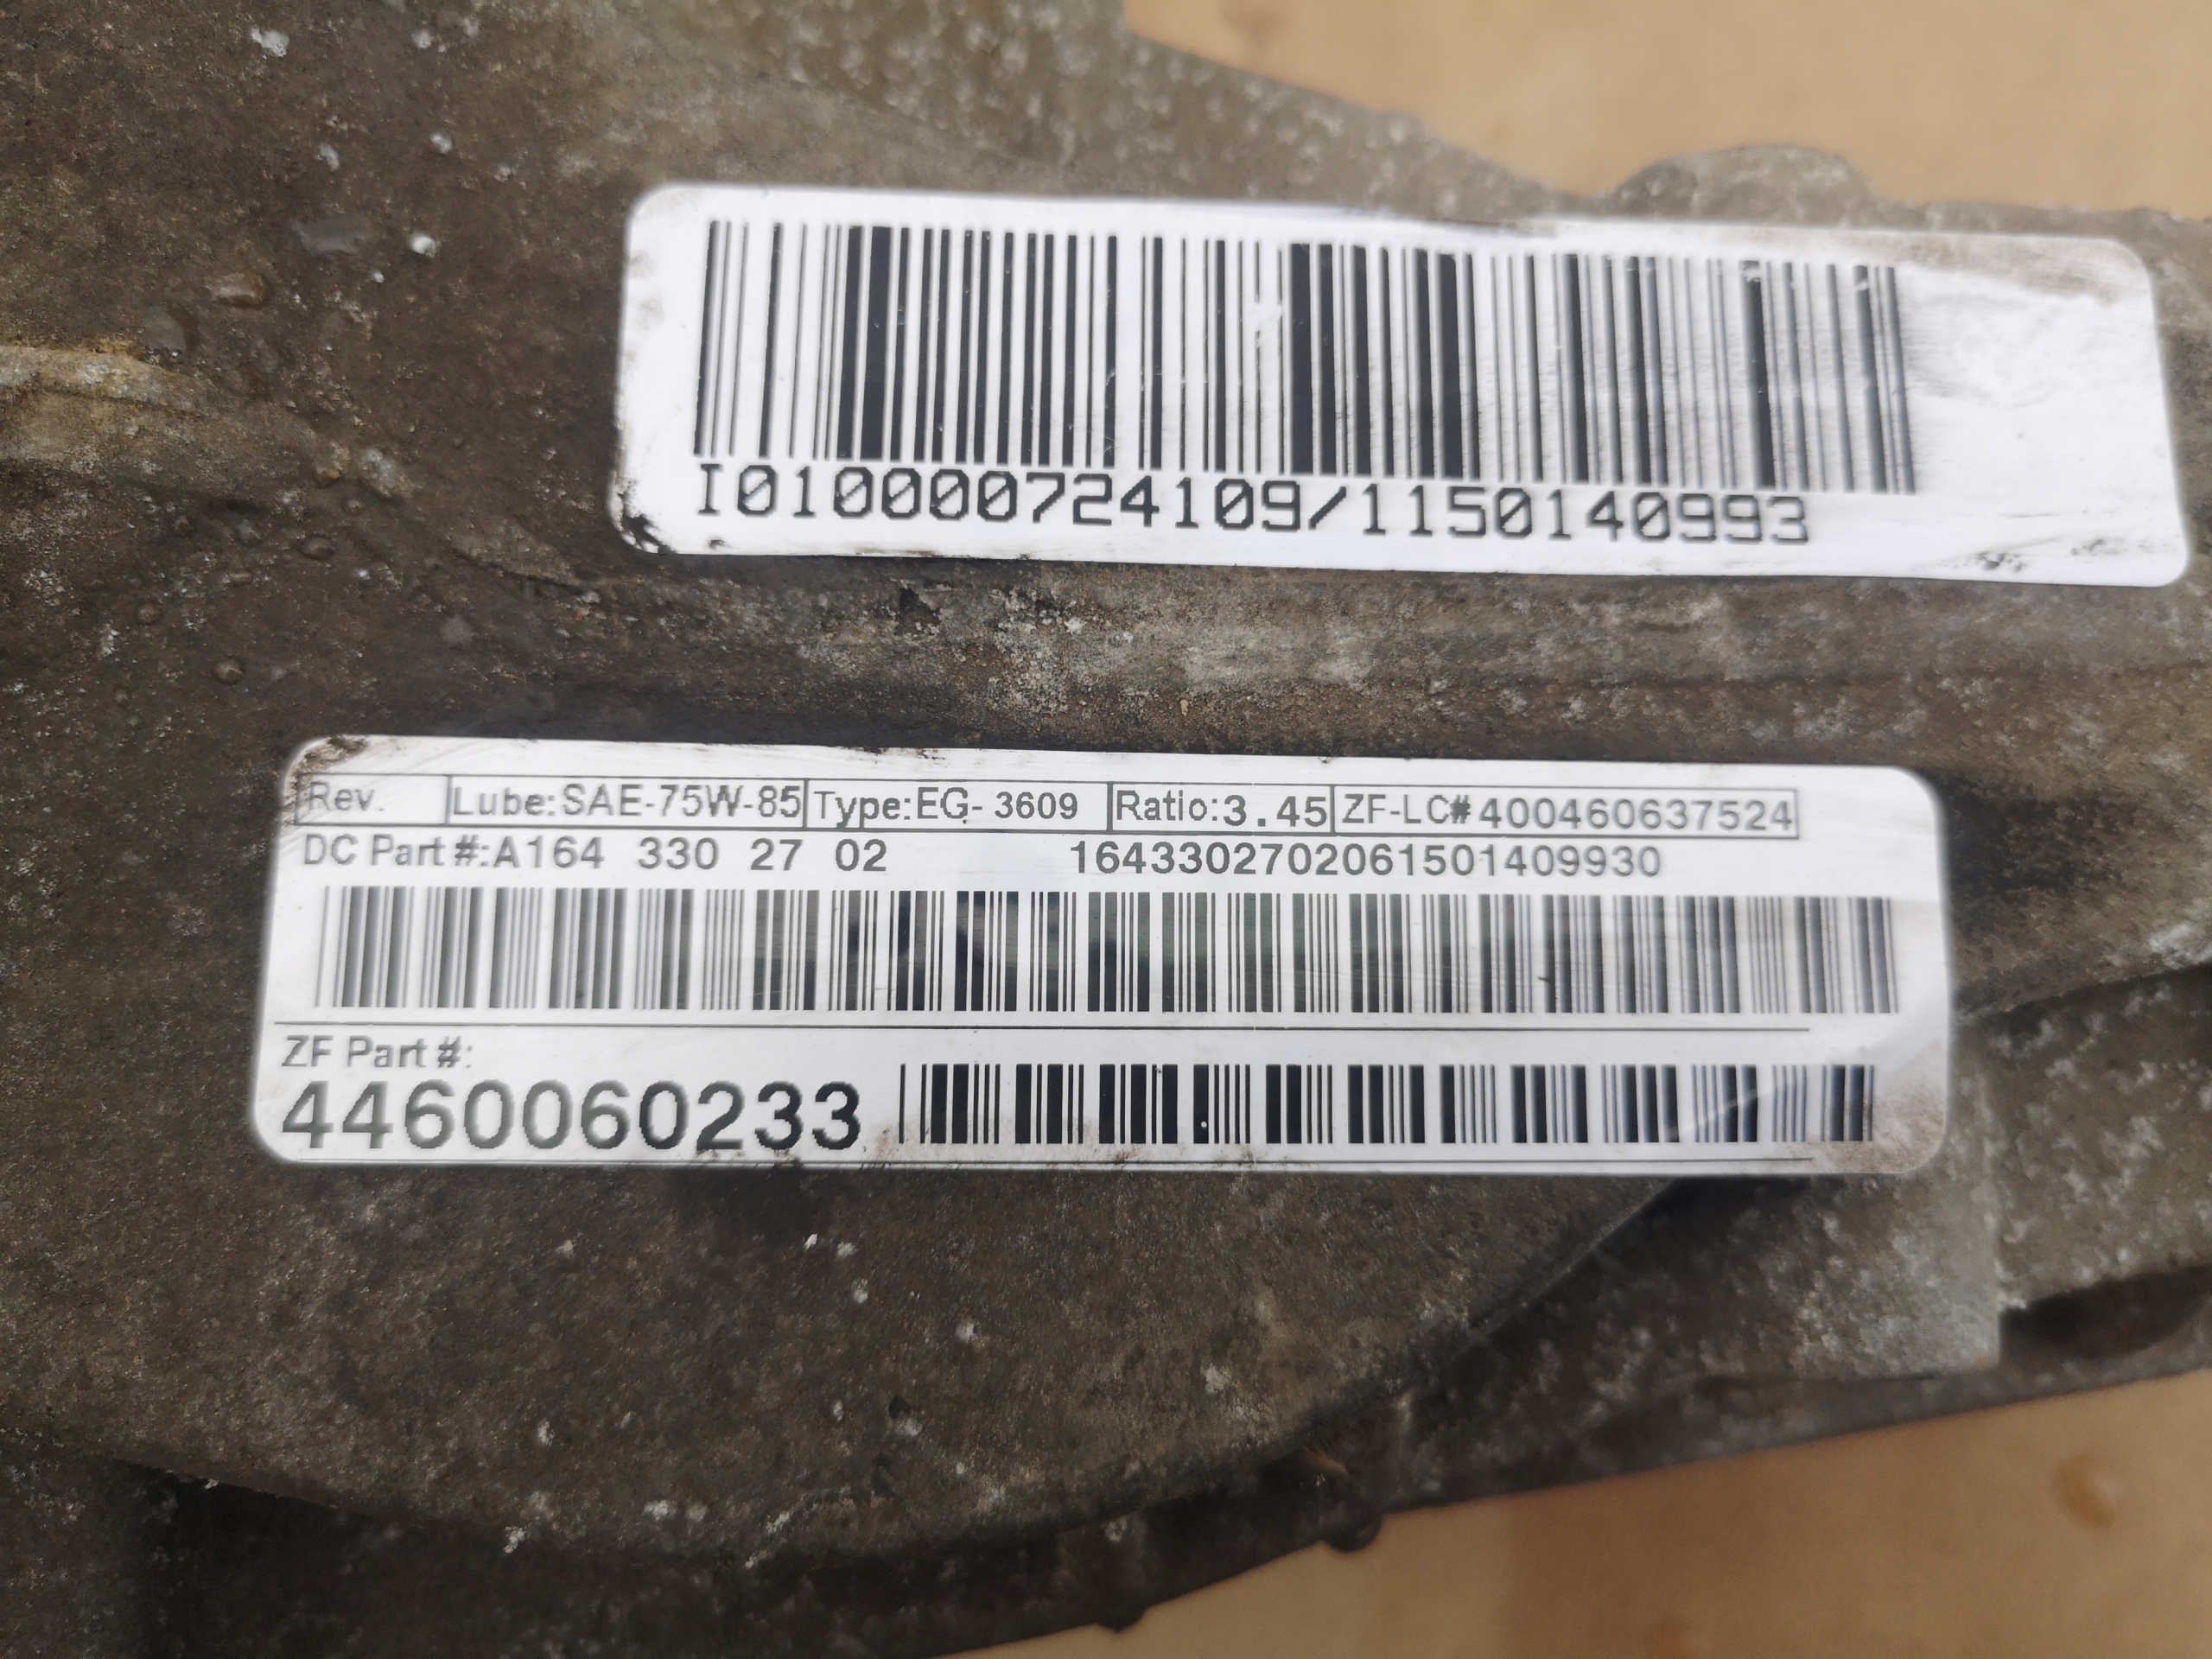 I010000724109/1150140993
Rev. Lube:SAE-75W-85 Type:EG- 3609 Ratio:3.45 ZF-LC#400460637524
DC Part #:A164 330 27 02 1643302702061501409930
ZF Part #:
4460060233